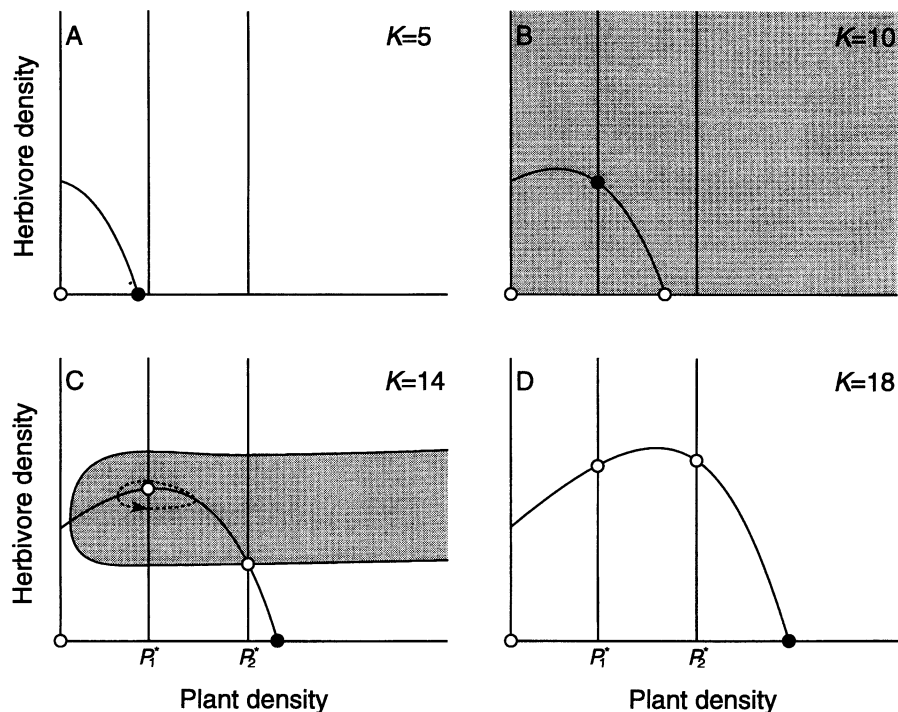 A K=5
B K=10
Herbivore density
C K=14
D K=18
Herbivore density
P₁* P₂*
P₁* P₂*
Plant density
Plant density